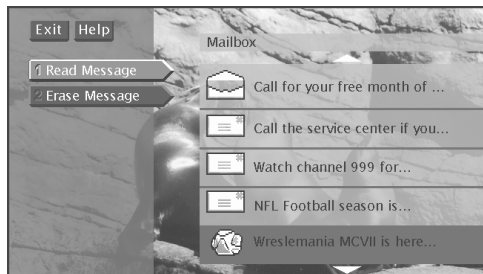 Exit Help
Mailbox
1 Read Message
2 Erase Message
Call for your free month of ...
Call the service center if you...
Watch channel 999 for...
NFL Football season is...
Wreslemania MCVII is here...